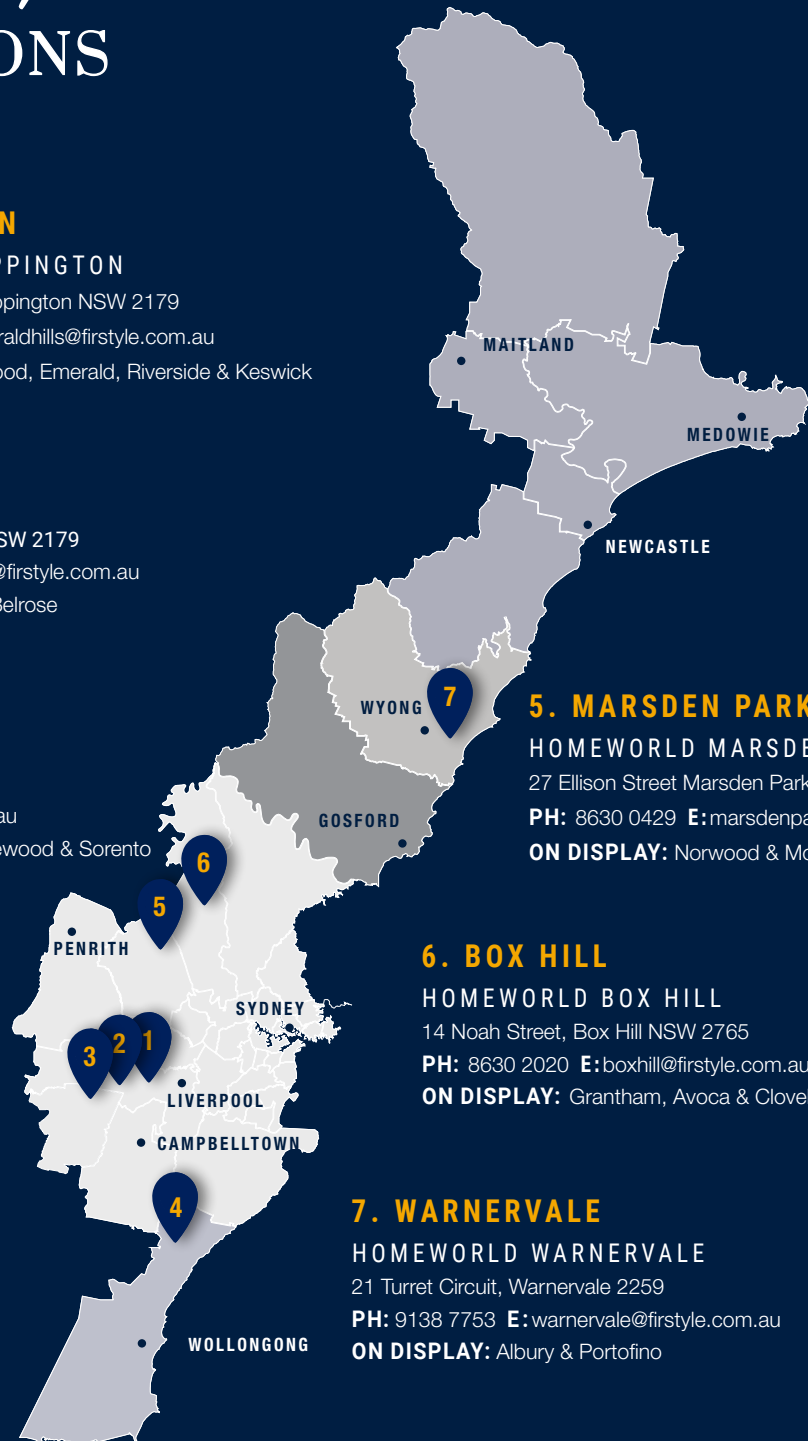 ONS
N
PPINGTON
ppington NSW 2179
raldhills@firstyle.com.au
ood, Emerald, Riverside & Keswick
SW 2179
@firstyle.com.au
Belrose
au
ewood & Sorento
MAITLAND
MEDOWIE
NEWCASTLE
WYONG
7
GOSFORD
6
5
PENRITH
SYDNEY
3
2
1
LIVERPOOL
CAMPBELLTOWN
4
WOLLONGONG
5. MARSDEN PARK
HOMEWORLD MARSDE
27 Ellison Street Marsden Park
PH: 8630 0429 E:marsdenpa
ON DISPLAY: Norwood & Mo
6. BOX HILL
HOMEWORLD BOX HILL
14 Noah Street, Box Hill NSW 2765
PH: 8630 2020 E:boxhill@firstyle.com.au
ON DISPLAY: Grantham, Avoca & Clovel
7. WARNERVALE
HOMEWORLD WARNERVALE
21 Turret Circuit, Warnervale 2259
PH: 9138 7753 E:warnervale@firstyle.com.au
ON DISPLAY: Albury & Portofino